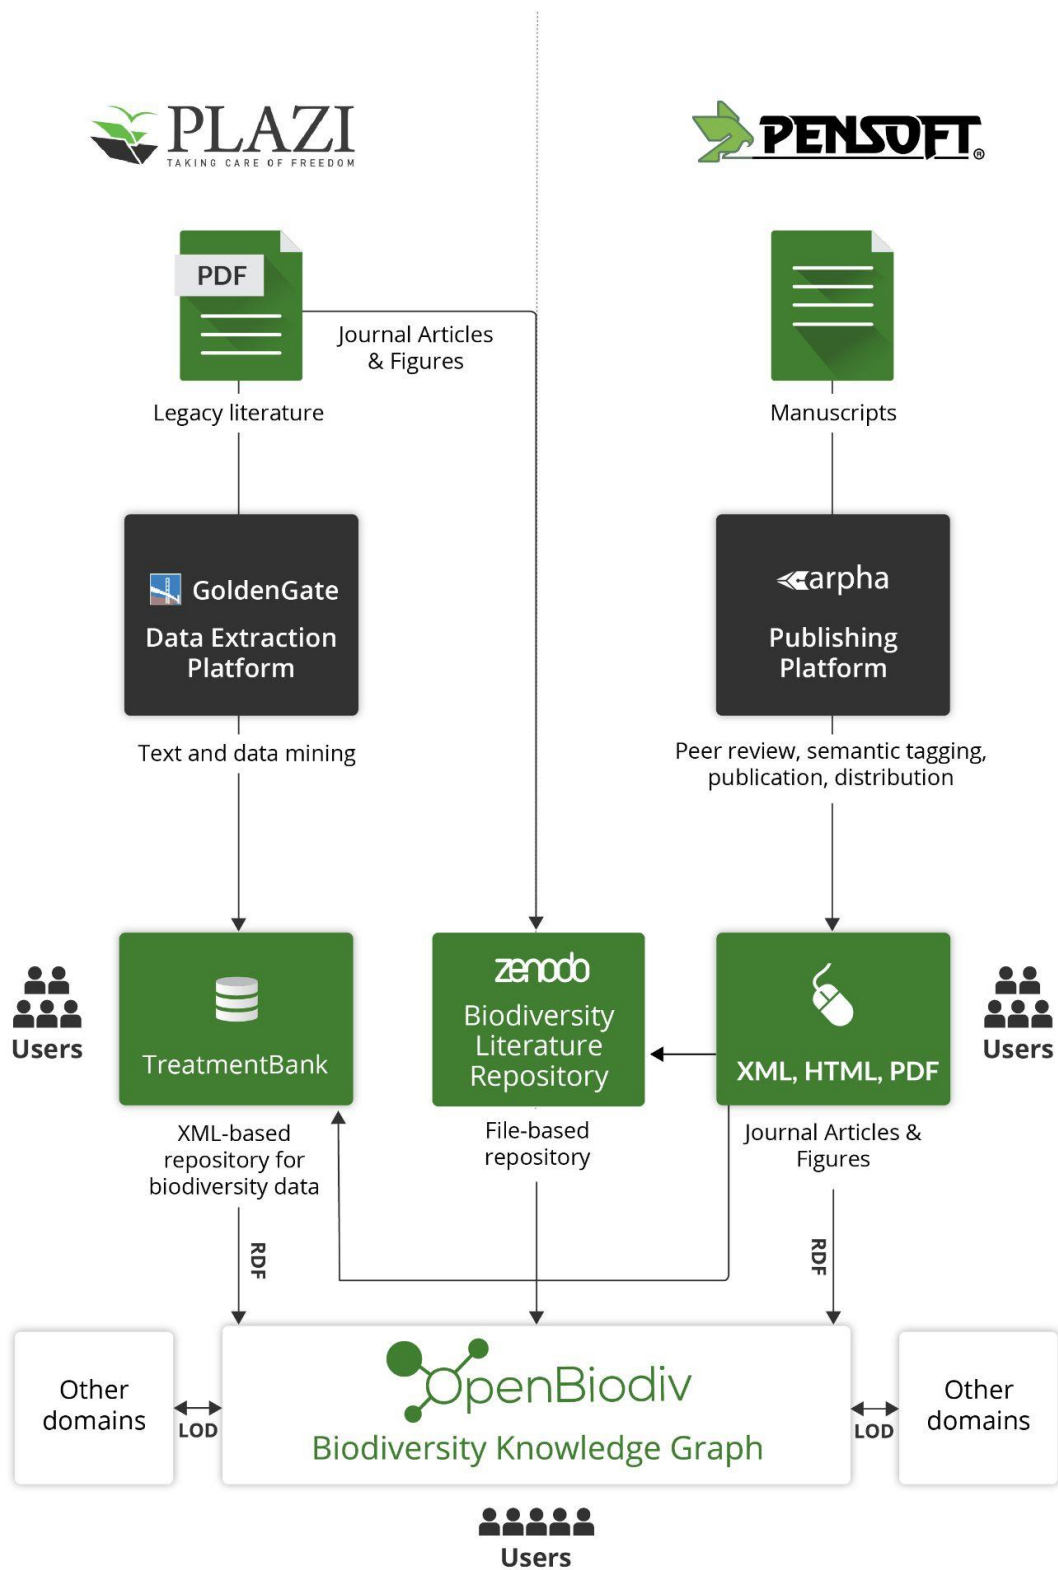 PLAZI
TAKING CARE OF FREEDOM
PENSOFT®
PDF
Journal Articles
& Figures
Legacy literature
Manuscripts
GoldenGate
Data Extraction
Platform
arpha
Publishing
Platform
Text and data mining
Peer review, semantic tagging,
publication, distribution
Users
TreatmentBank
zenodo
Biodiversity
Literature
Repository
XML, HTML, PDF
Users
XML-based
repository for
biodiversity data
File-based
repository
Journal Articles &
Figures
RDF
RDF
Other
domains
LOD
OpenBiodiv
Biodiversity Knowledge Graph
LOD
Other
domains
Users